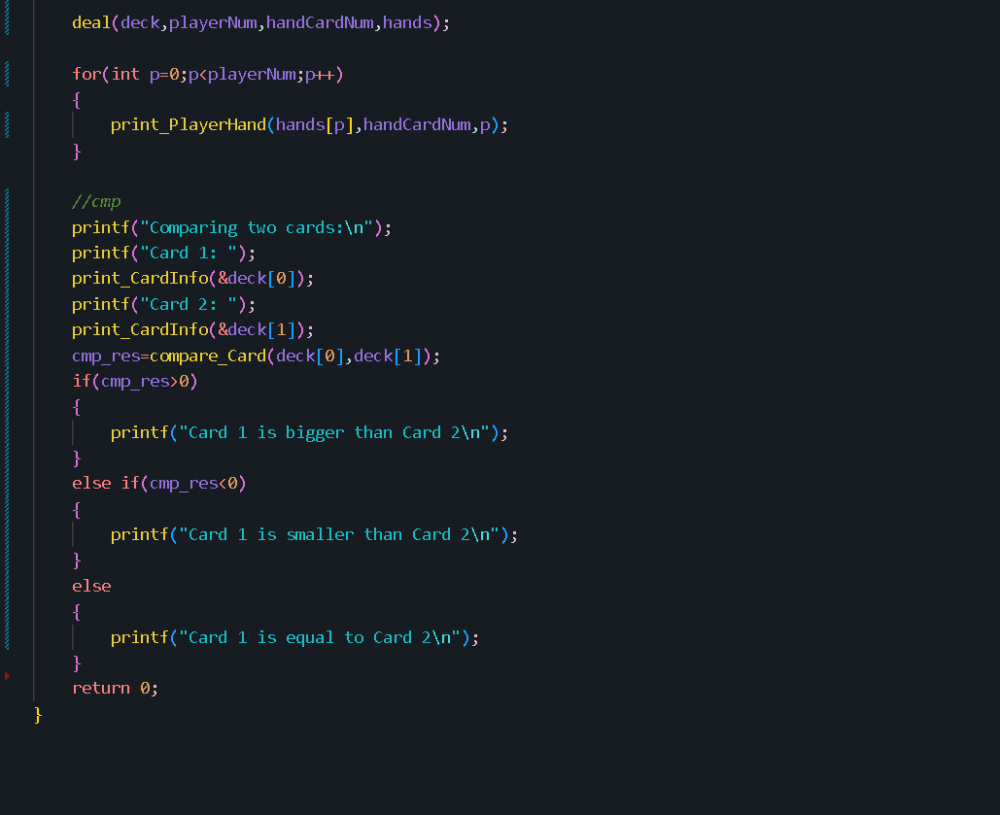 deal(deck,playerNum,handCardNum,hands);
for(int p=0;p<playerNum;p++)
{
print_PlayerHand(hands[p],handCardNum,p);
}
//cmp
printf("Comparing two cards:\n");
printf("Card 1: ");
print_CardInfo(&deck[0]);
printf("Card 2: ");
print_CardInfo(&deck[1]);
cmp_res=compare_Card(deck[0],deck[1]);
if(cmp_res>0)
{
printf("Card 1 is bigger than Card 2\n");
}
else if(cmp_res<0)
{
printf("Card 1 is smaller than Card 2\n");
}
else
{
printf("Card 1 is equal to Card 2\n");
}
return 0;
}